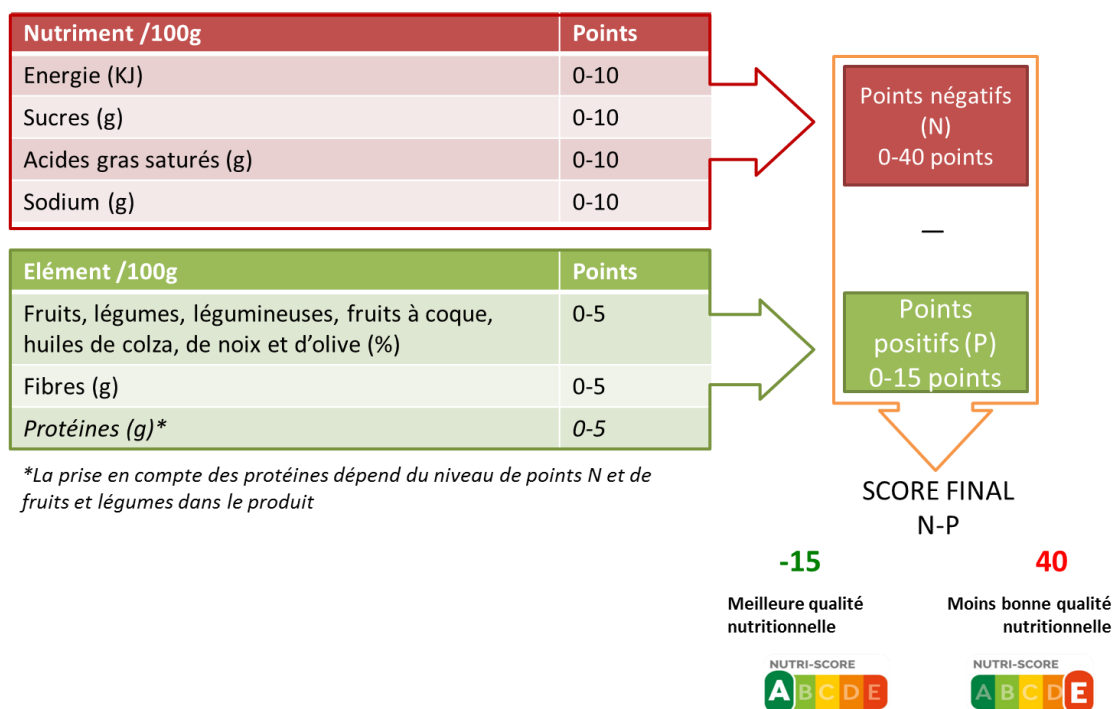 Nutriment /100g Points
Energie (KJ) 0-10
Sucres (g) 0-10
Acides gras saturés (g) 0-10
Sodium (g) 0-10
Elément /100g Points
Fruits, légumes, légumineuses, fruits à coque, 0-5
huiles de colza, de noix et d'olive (%)
Fibres (g) 0-5
Protéines (g)* 0-5
*La prise en compte des protéines dépend du niveau de points N et de
fruits et légumes dans le produit
Points négatifs
(N)
0-40 points
—
Points
positifs (P)
0-15 points
SCORE FINAL
N-P
-15 40
Meilleure qualité
nutritionnelle
Moins bonne qualité
nutritionnelle
NUTRI-SCORE
A B C D E
NUTRI-SCORE
A B C D E